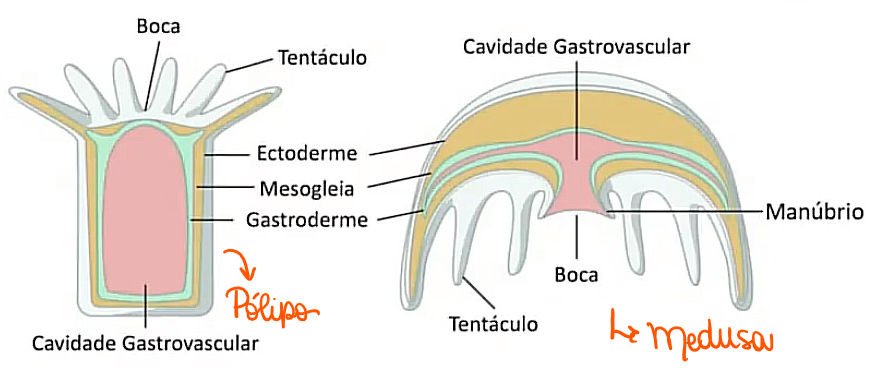 Boca
Tentáculo
Ectoderme
Mesogleia
Gastroderme
Pólipo
Cavidade Gastrovascular
Cavidade Gastrovascular
Manúbrio
Boca
Tentáculo
Medusa